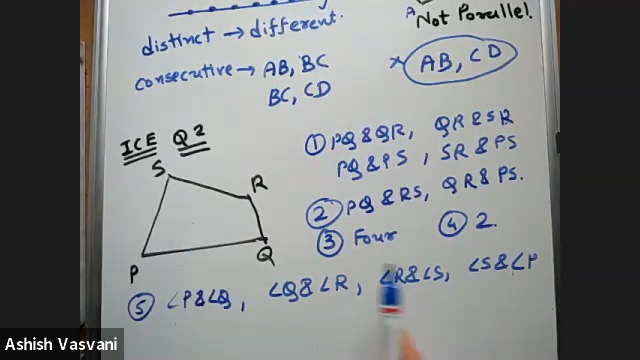 A Not Parallel.
distinct → different.
consecutive → AB, BC
BC, CD
× AB, CD
ICE Q2
S
R
P
Q
① PQ & QR, QR & SR
PQ & PS, SR & PS
② PQ & RS, QR & PS.
③ Four ④ 2.
⑤ ∠P&∠Q, ∠Q&∠R, ∠R&∠S, ∠S&∠P
Ashish Vasvani